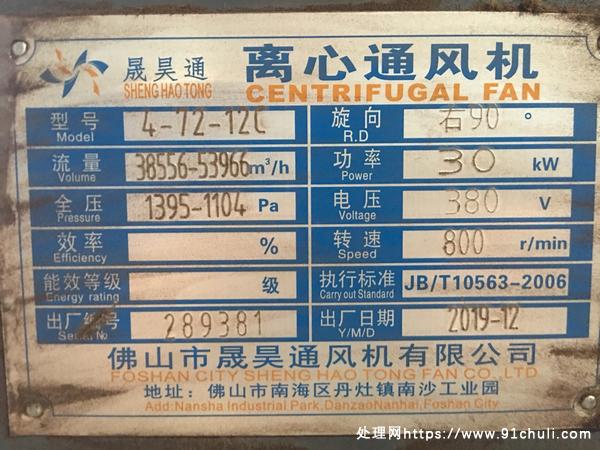 晟昊通 离心通风机
SHENG HAO TONG CENTRIFUGAL FAN
型号 4-72-12C 旋向 右90 °
Model R.D
流量 38556-53966 m³/h 功率 30 kW
Volume Power
全压 1395-1104 Pa 电压 380 V
Pressure Voltage
效率 % 转速 800 r/min
Efficiency Speed
能效等级 级 执行标准 JB/T10563-2006
Energy rating Carry out Standard
出厂编号 289381 出厂日期 2019-12
Serial No Y/M/D
佛山市晟昊通风机有限公司
FOSHAN CITY SHENG HAO TONG FAN CO.,LTD
地址：佛山市南海区丹灶镇南沙工业园
Add:Nansha Industrial Park,DanzaoNanhai,Foshan City
处理网https://www.91chuli.com/